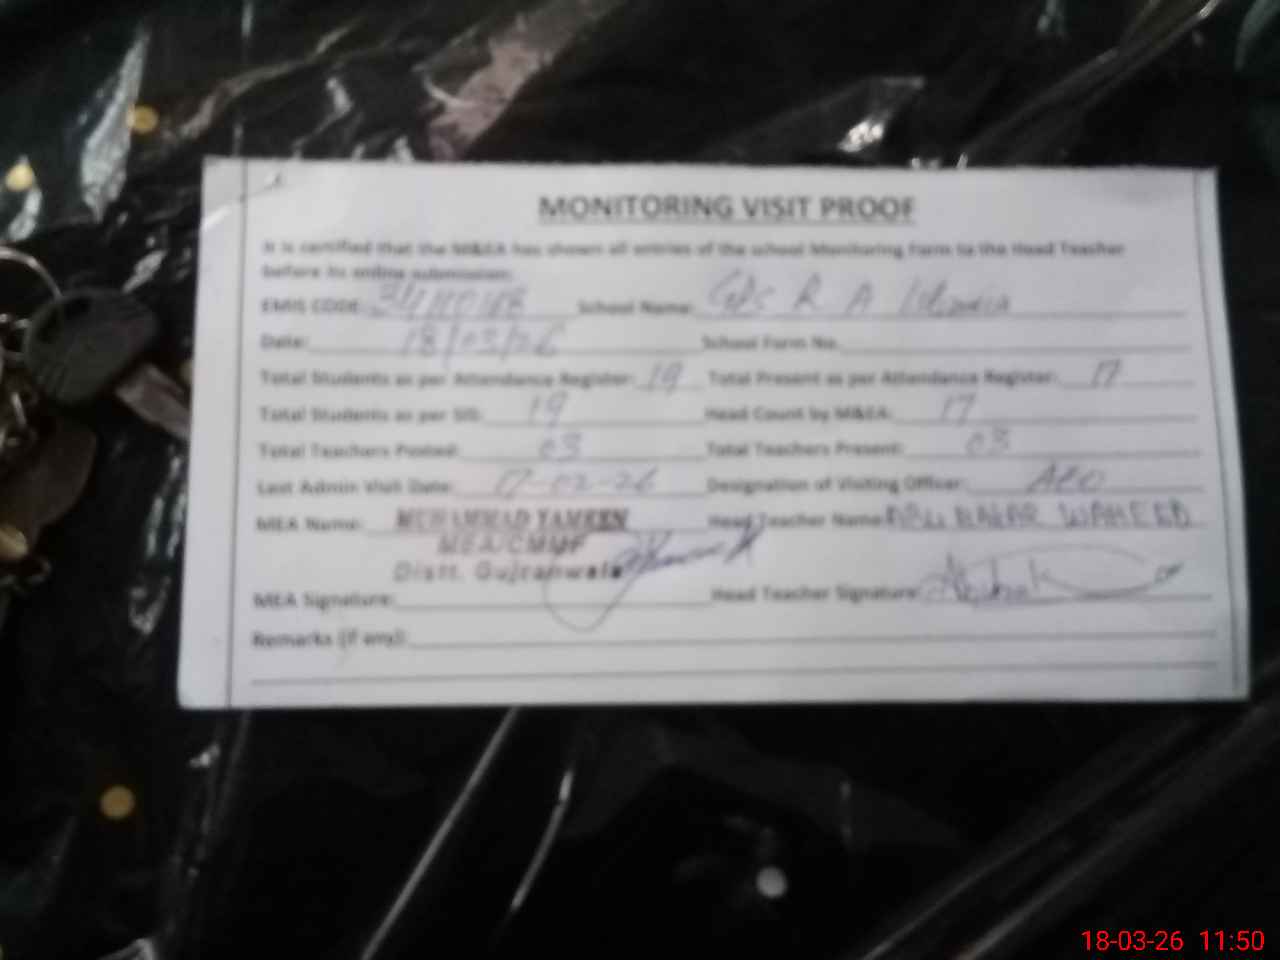 MONITORING VISIT PROOF
It is certified that the M&EA has shown all entries of the school Monitoring Form to the Head Teacher
before its online submission:
EMIS CODE: School Name: R A
Date: 18/03/26 School Form No.
Total Students as per Attendance Register: 19 Total Present as per Attendance Register: 17
Total Students as per SIS: 19 Head Count by M&EA: 17
Total Teachers Posted: 03 Total Teachers Present: 03
Last Admin Visit Date: 17-02-26 Designation of Visiting Officer: AEO
MEA Name: MUHAMMAD YAMEEN Head Teacher Name: WAHEED
MEA/CMMF
Distt. Gujranwala
MEA Signature: Head Teacher Signature:
Remarks (if any):
18-03-26 11:50